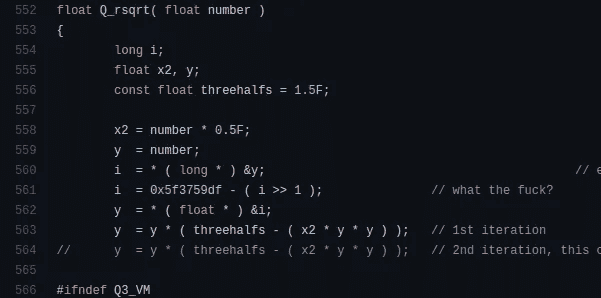 552 float Q_rsqrt( float number )
553 {
554 long i;
555 float x2, y;
556 const float threehalfs = 1.5F;
557
558 x2 = number * 0.5F;
559 y = number;
560 i = * ( long * ) &y; //
561 i = 0x5f3759df - ( i >> 1 ); // what the fuck?
562 y = * ( float * ) &i;
563 y = y * ( threehalfs - ( x2 * y * y ) ); // 1st iteration
564 // y = y * ( threehalfs - ( x2 * y * y ) ); // 2nd iteration, this
565
566 #ifndef Q3_VM